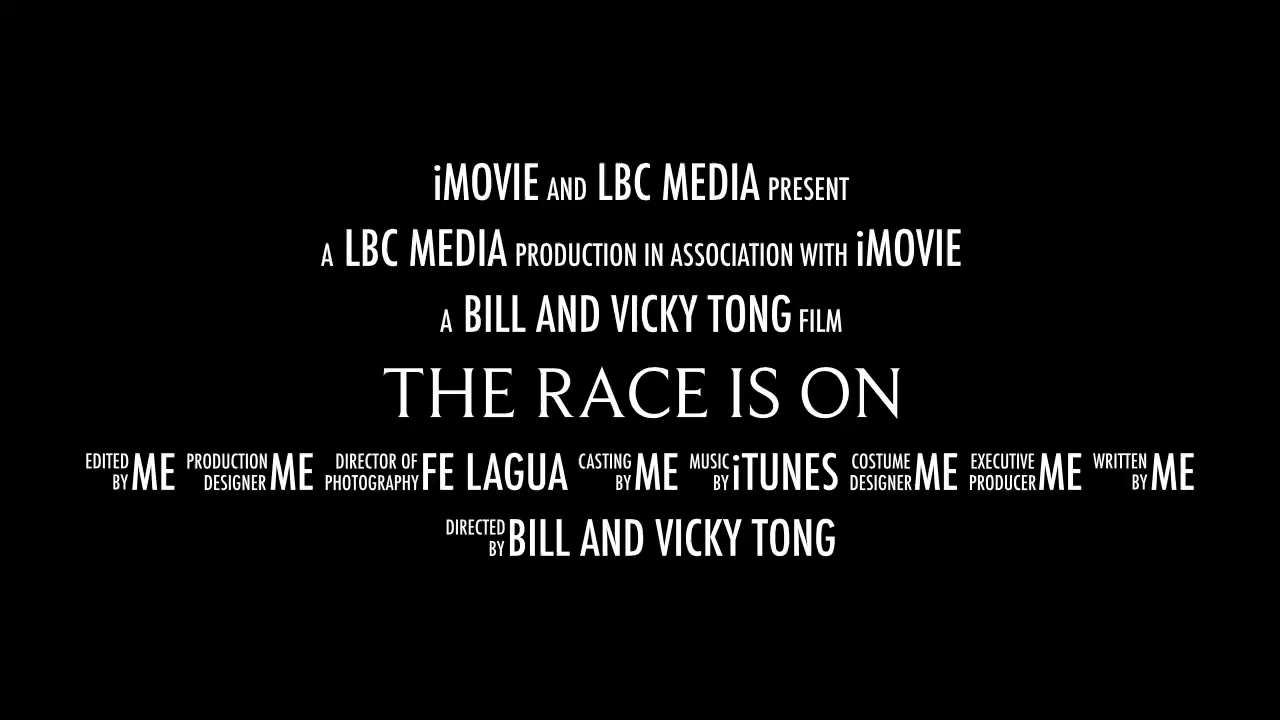 iMOVIE AND LBC MEDIA PRESENT
A LBC MEDIA PRODUCTION IN ASSOCIATION WITH iMOVIE
A BILL AND VICKY TONG FILM
THE RACE IS ON
EDITED BY ME PRODUCTION DESIGNER ME DIRECTOR OF PHOTOGRAPHY FE LAGUA CASTING BY ME MUSIC BY iTUNES COSTUME DESIGNER ME EXECUTIVE PRODUCER ME WRITTEN BY ME
DIRECTED BY BILL AND VICKY TONG